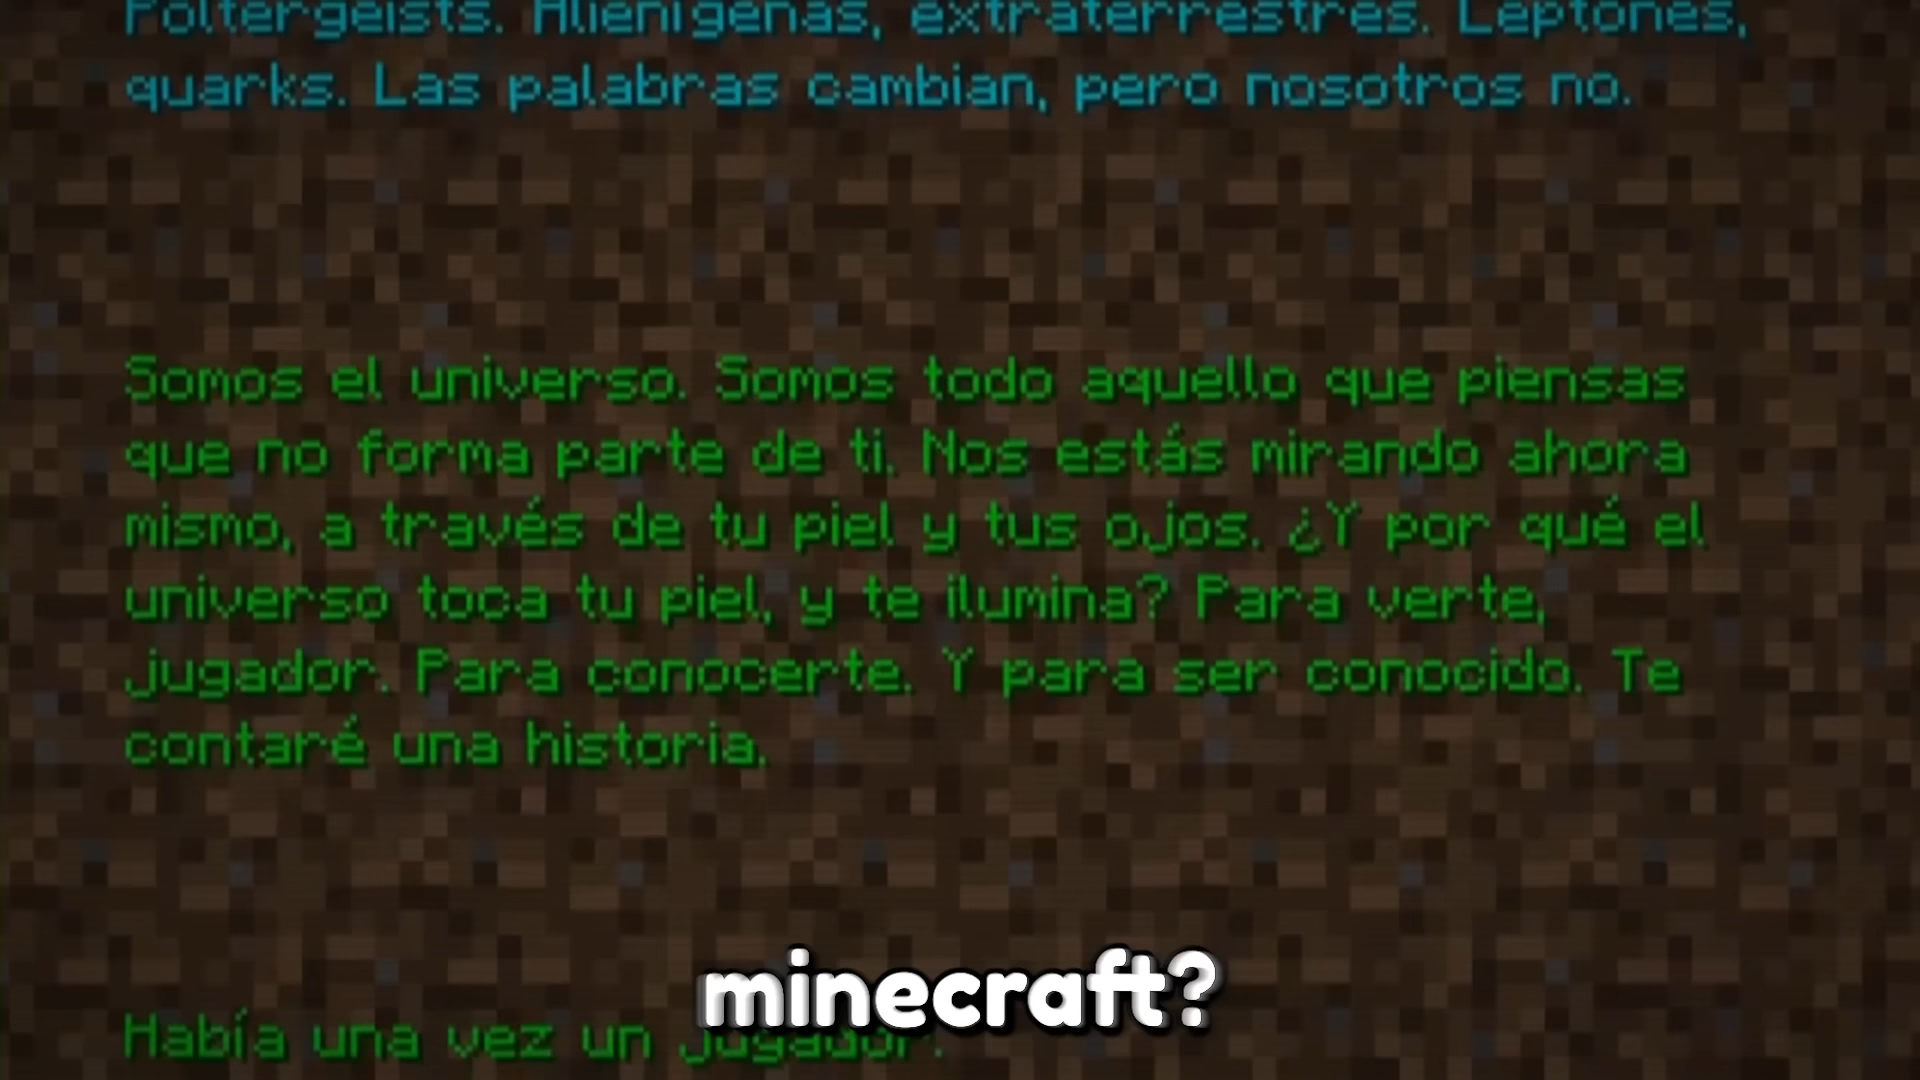 Poltergeists. Alienígenas, extraterrestres. Leptones,
quarks. Las palabras cambian, pero nosotros no.
Somos el universo. Somos todo aquello que piensas
que no forma parte de ti. Nos estás mirando ahora
mismo, a través de tu piel y tus ojos. ¿Y por qué el
universo toca tu piel, y te ilumina? Para verte,
jugador. Para conocerte. Y para ser conocido. Te
contaré una historia.
minecraft?
Había una vez un jugador.